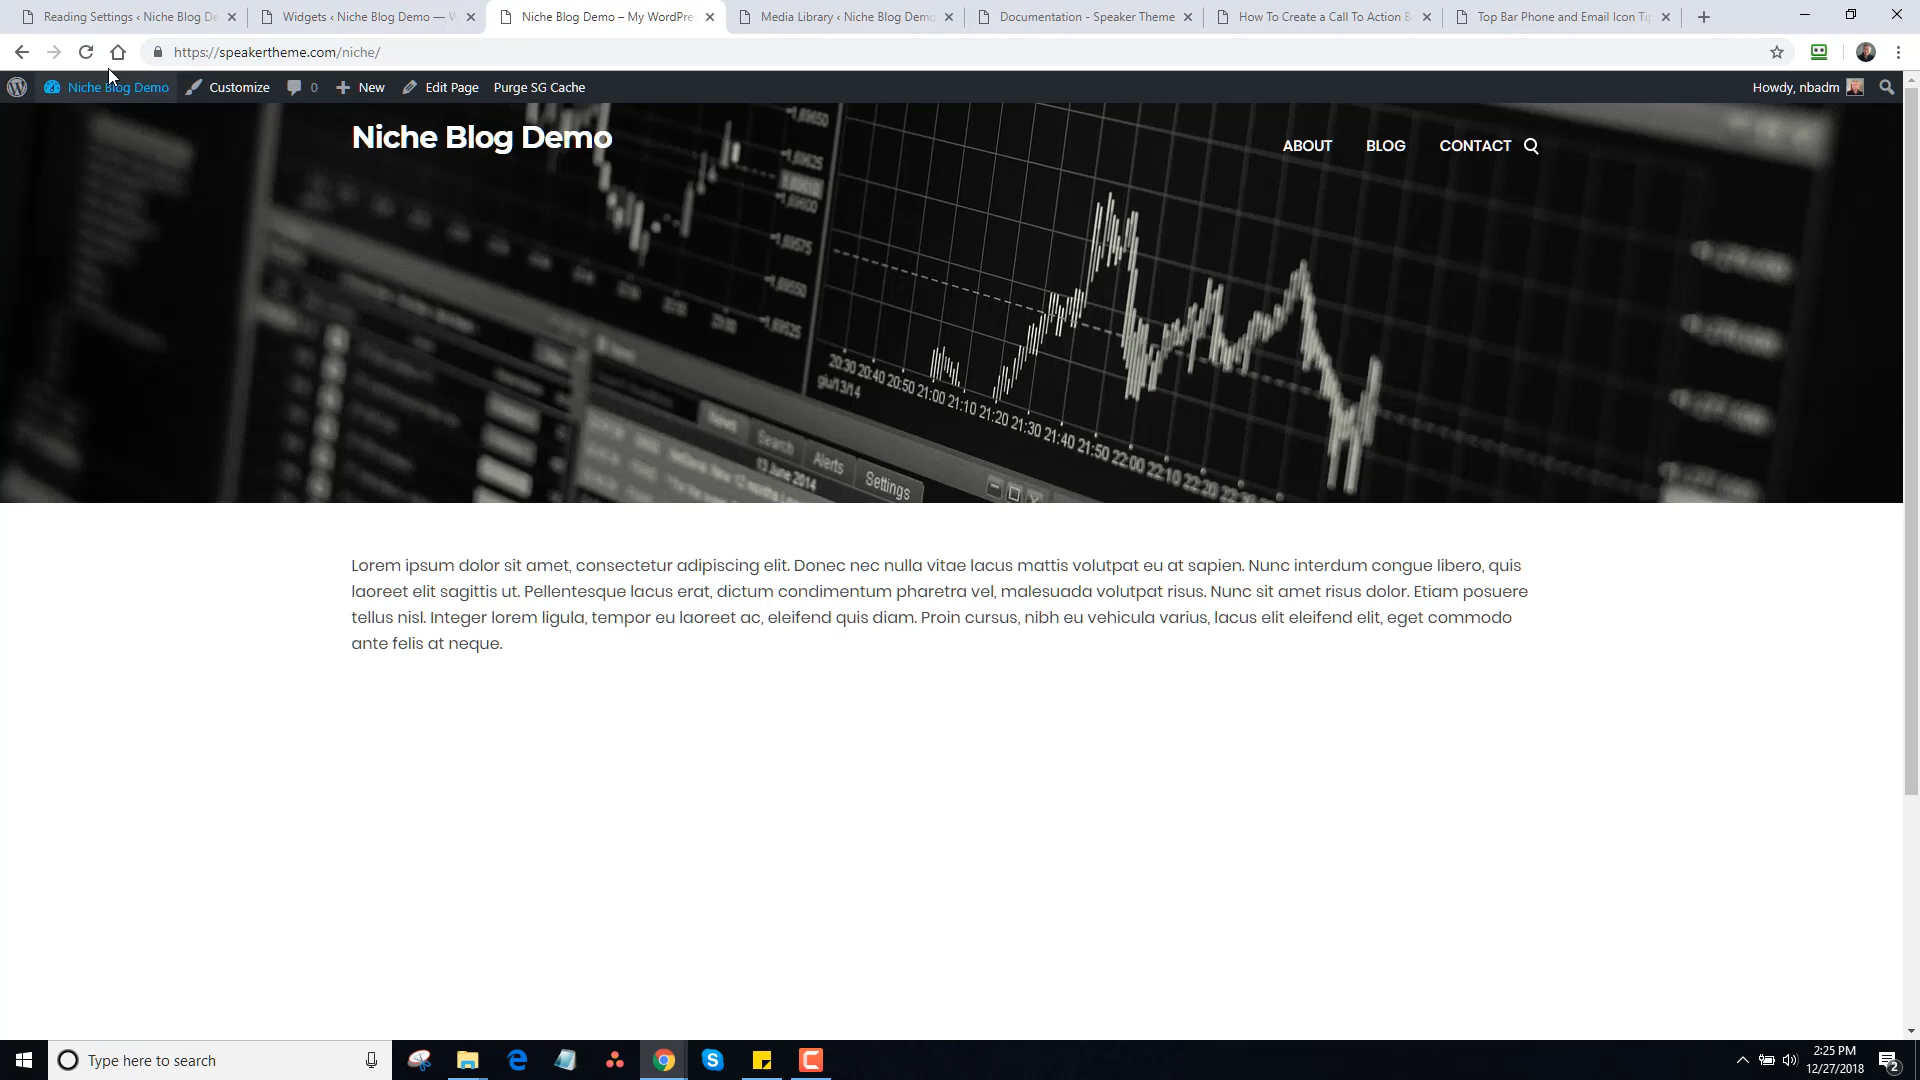 Reading Settings ‹ Niche Blog De
Widgets ‹ Niche Blog Demo —
Niche Blog Demo – My WordPre
Media Library ‹ Niche Blog Demo
Documentation - Speaker Theme
How To Create a Call To Action B
Top Bar Phone and Email Icon Ti
https://speakertheme.com/niche/
Niche Blog Demo
Customize
0
New
Edit Page
Purge SG Cache
Howdy, nbadm
Niche Blog Demo
ABOUT
BLOG
CONTACT
20:30 20:40 20:50 21:00 21:10 21:20 21:30 21:40 21:50 22:00 22:10 22:20
giu/13/14
News
Search
Alerts
Settings
13 June 2014
Lorem ipsum dolor sit amet, consectetur adipiscing elit. Donec nec nulla vitae lacus mattis volutpat eu at sapien. Nunc interdum congue libero, quis
laoreet elit sagittis ut. Pellentesque lacus erat, dictum condimentum pharetra vel, malesuada volutpat risus. Nunc sit amet risus dolor. Etiam posuere
tellus nisl. Integer lorem ligula, tempor eu laoreet ac, eleifend quis diam. Proin cursus, nibh eu vehicula varius, lacus elit eleifend elit, eget commodo
ante felis at neque.
Type here to search
2:25 PM
12/27/2018
2